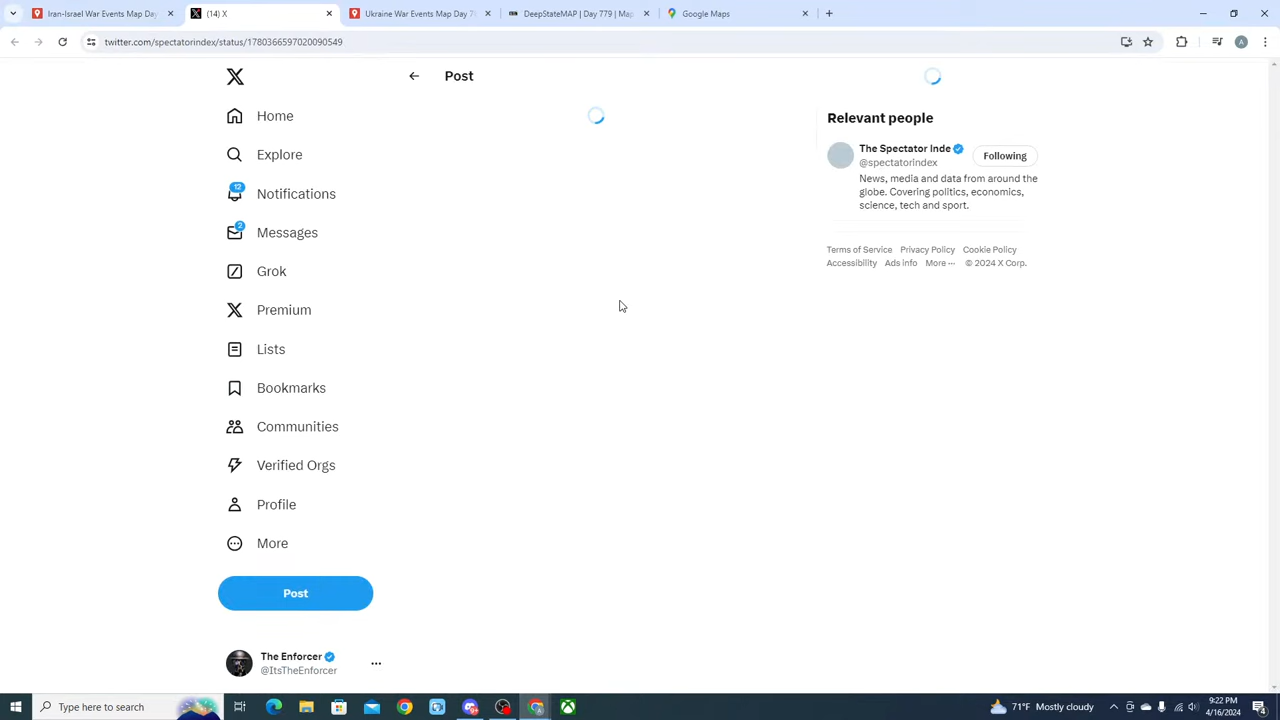 Iran-Israel War Events Map Day
(14) X
Ukraine War Events Map Day 7
DeepStateMAP | Day 779 | Map
Google Maps
twitter.com/spectatorindex/status/1780366597020090549
A
Post
Home
Explore
12
Notifications
2
Messages
Grok
Premium
Lists
Bookmarks
Communities
Verified Orgs
Profile
More
Post
The Enforcer
@ItsTheEnforcer
Relevant people
The Spectator Inde
@spectatorindex
Following
News, media and data from around the
globe. Covering politics, economics,
science, tech and sport.
Terms of Service Privacy Policy Cookie Policy
Accessibility Ads info More ··· © 2024 X Corp.
Type here to search
71°F Mostly cloudy
9:22 PM
4/16/2024
4